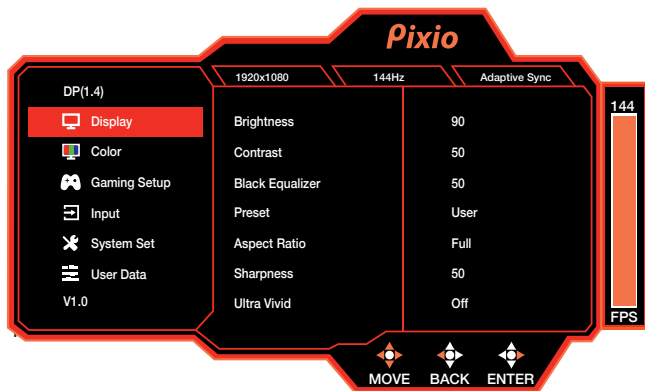 Pixio
1920x1080 144Hz Adaptive Sync
DP(1.4)
Display
Color
Gaming Setup
Input
System Set
User Data
V1.0
Brightness 90
Contrast 50
Black Equalizer 50
Preset User
Aspect Ratio Full
Sharpness 50
Ultra Vivid Off
144
FPS
MOVE BACK ENTER